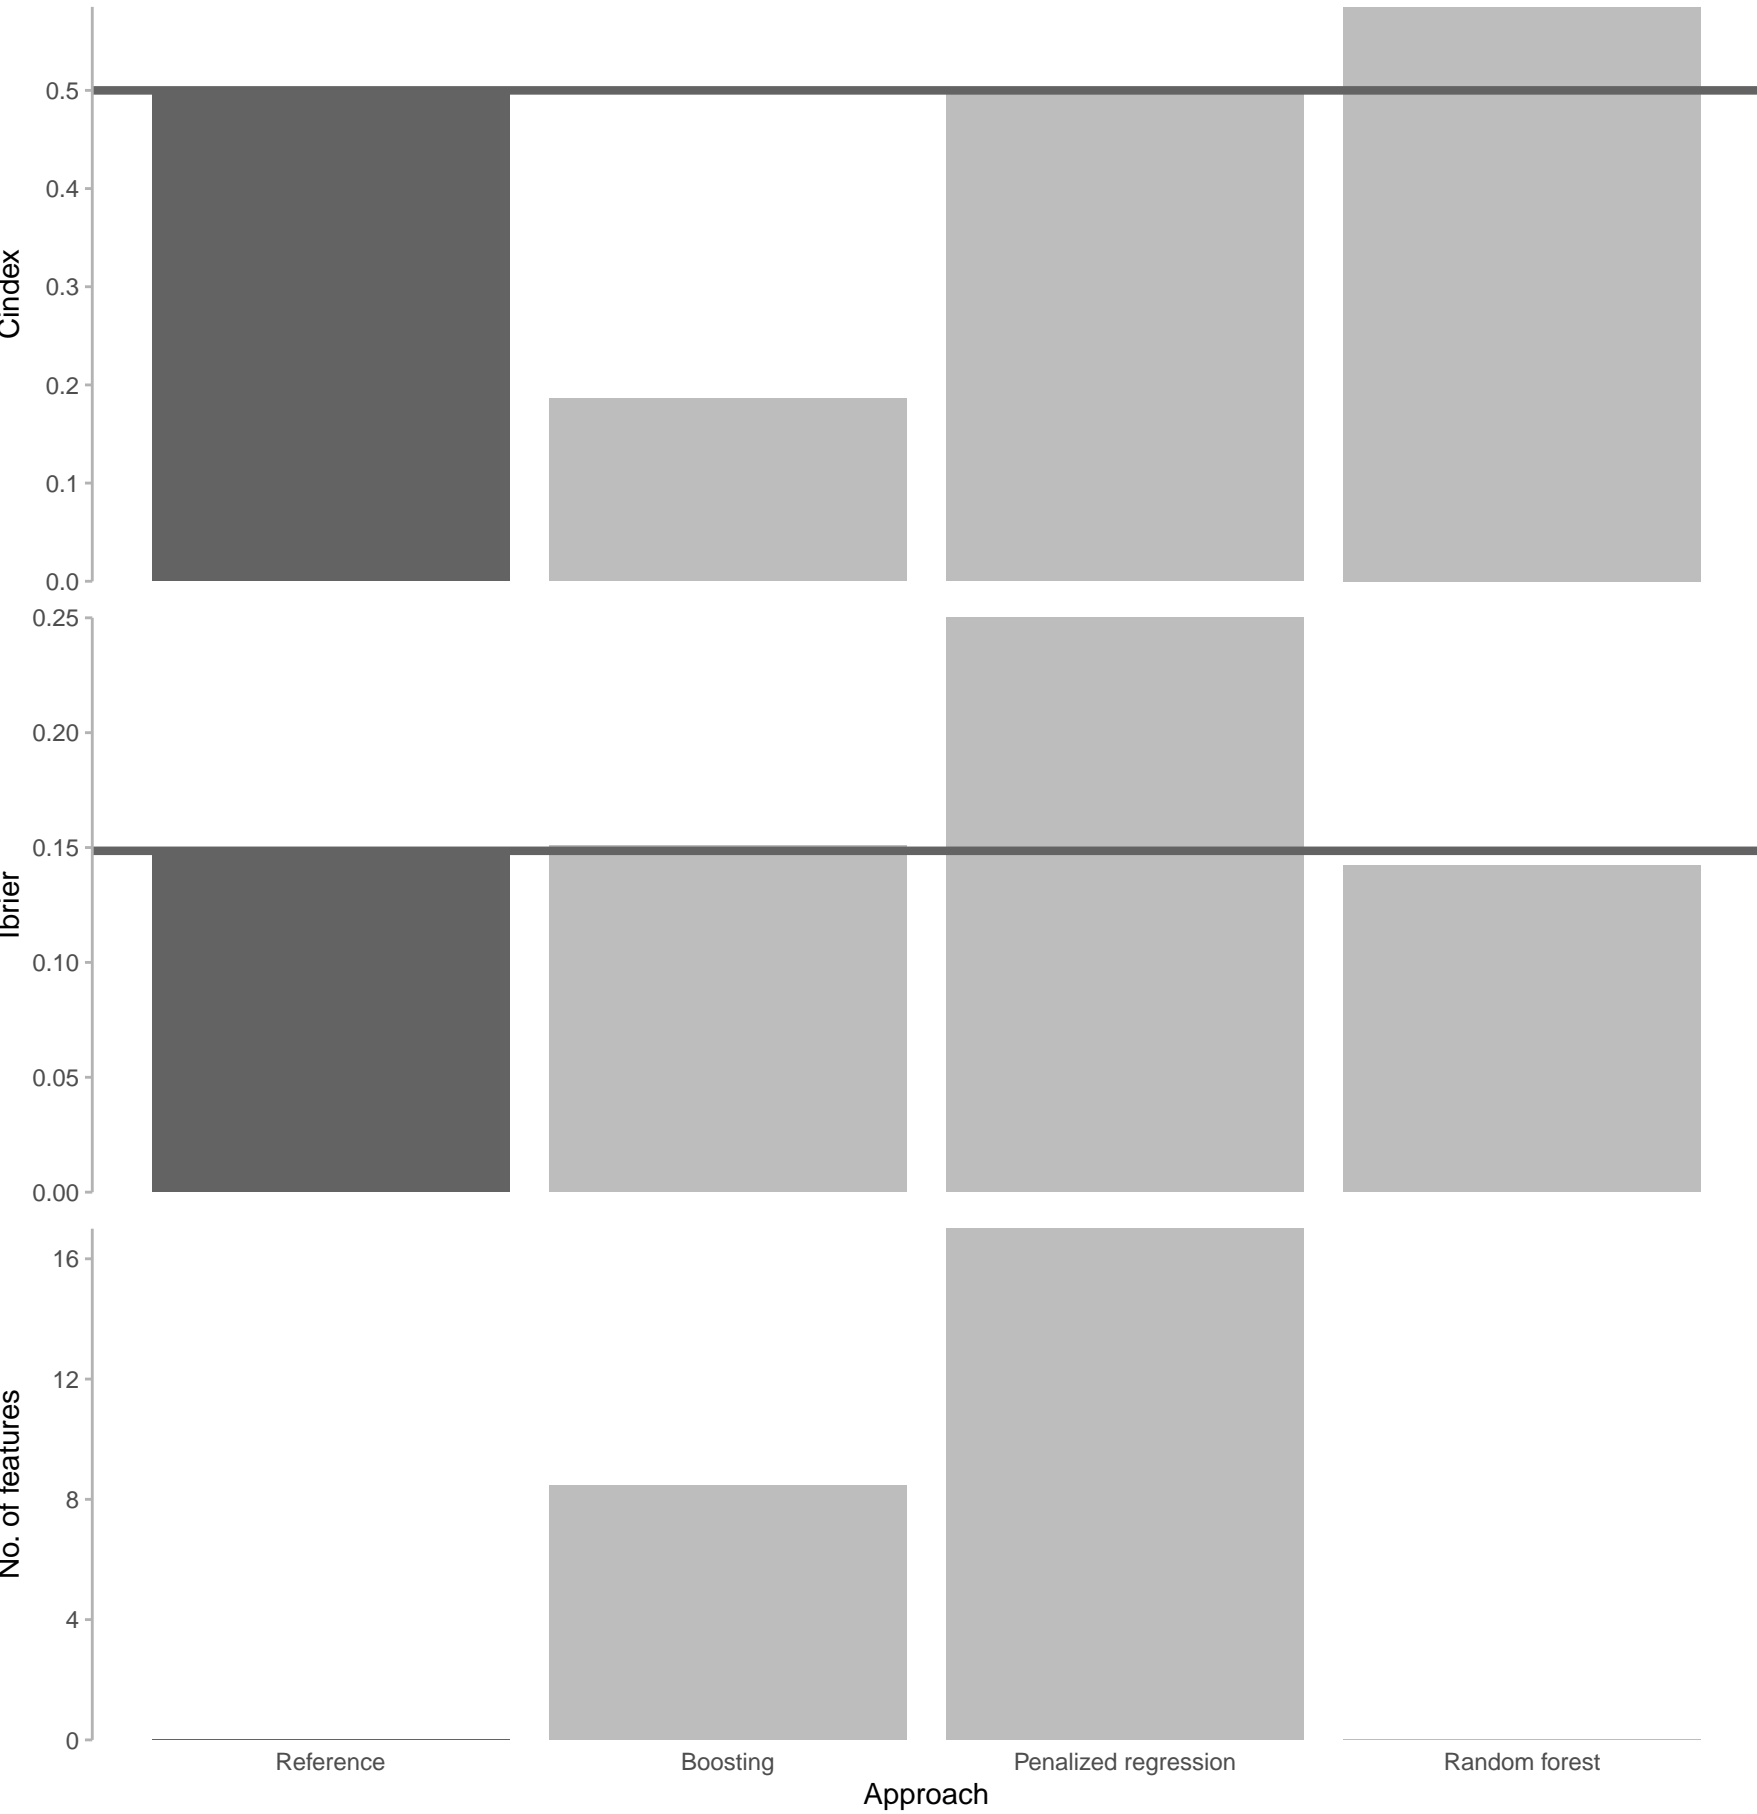 Cindex
0.5
0.4
0.3
0.2
0.1
0.0
Ibrier
0.25
0.20
0.15
0.10
0.05
0.00
No. of features
16
12
8
4
0
Reference
Boosting
Penalized regression
Random forest
Approach